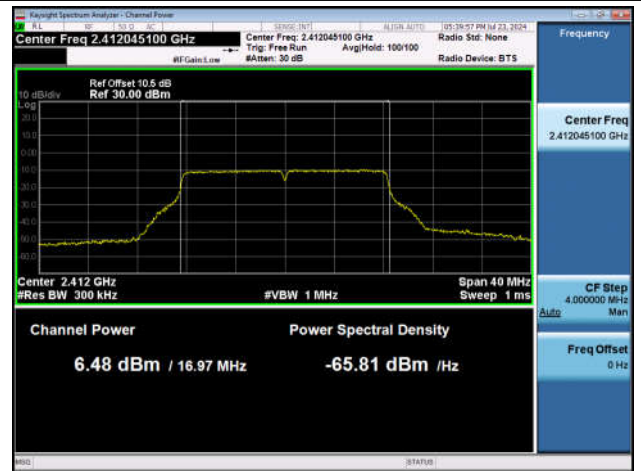 Keysight Spectrum Analyzer - Channel Power
RL RF 50 Ω AC SENSE:INT ALIGN AUTO 05:39:57 PM Jul 23, 2024
Center Freq 2.412045100 GHz
Center Freq: 2.412045100 GHz
Radio Std: None
Trig: Free Run Avg|Hold: 100/100
#IFGain:Low #Atten: 30 dB Radio Device: BTS
Frequency
Ref Offset 10.5 dB
10 dB/div Ref 30.00 dBm
Log
20.0
10.0
0.00
-10.0
-20.0
-30.0
-40.0
-50.0
-60.0
Center Freq
2.412045100 GHz
Center 2.412 GHz Span 40 MHz
#Res BW 300 kHz #VBW 1 MHz Sweep 1 ms
CF Step
4.000000 MHz
Auto Man
Channel Power Power Spectral Density
6.48 dBm / 16.97 MHz -65.81 dBm /Hz
Freq Offset
0 Hz
MSG STATUS